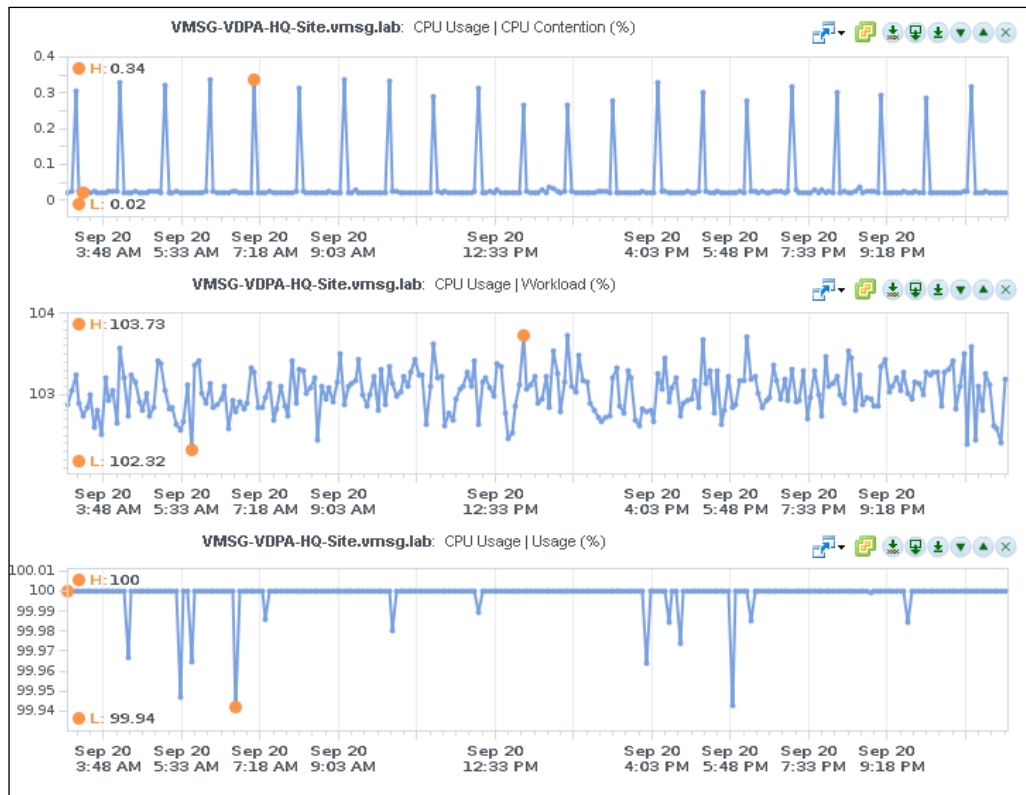 VMSG-VDPA-HQ-Site.vmsg.lab: CPU Usage | CPU Contention (%)
0.4
H: 0.34
0.3
0.2
0.1
0
L: 0.02
Sep 20 Sep 20 Sep 20 Sep 20 Sep 20 Sep 20 Sep 20 Sep 20 Sep 20
3:48 AM 5:33 AM 7:18 AM 9:03 AM 12:33 PM 4:03 PM 5:48 PM 7:33 PM 9:18 PM
VMSG-VDPA-HQ-Site.vmsg.lab: CPU Usage | Workload (%)
104
H: 103.73
103
L: 102.32
Sep 20 Sep 20 Sep 20 Sep 20 Sep 20 Sep 20 Sep 20 Sep 20 Sep 20
3:48 AM 5:33 AM 7:18 AM 9:03 AM 12:33 PM 4:03 PM 5:48 PM 7:33 PM 9:18 PM
VMSG-VDPA-HQ-Site.vmsg.lab: CPU Usage | Usage (%)
100.01
H: 100
100
99.99
99.98
99.97
99.96
99.95
99.94
L: 99.94
Sep 20 Sep 20 Sep 20 Sep 20 Sep 20 Sep 20 Sep 20 Sep 20 Sep 20
3:48 AM 5:33 AM 7:18 AM 9:03 AM 12:33 PM 4:03 PM 5:48 PM 7:33 PM 9:18 PM